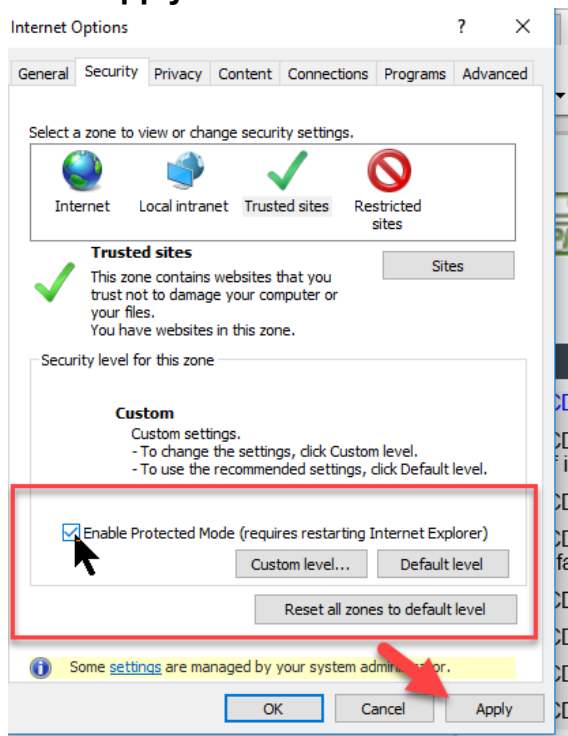 Internet Options
? ×
General Security Privacy Content Connections Programs Advanced
Select a zone to view or change security settings.
Internet Local intranet Trusted sites Restricted
sites
Trusted sites
Sites
This zone contains websites that you
trust not to damage your computer or
your files.
You have websites in this zone.
Security level for this zone
Custom
Custom settings.
- To change the settings, click Custom level.
- To use the recommended settings, click Default level.
Enable Protected Mode (requires restarting Internet Explorer)
Custom level... Default level
Reset all zones to default level
Some settings are managed by your system administrator.
OK Cancel Apply